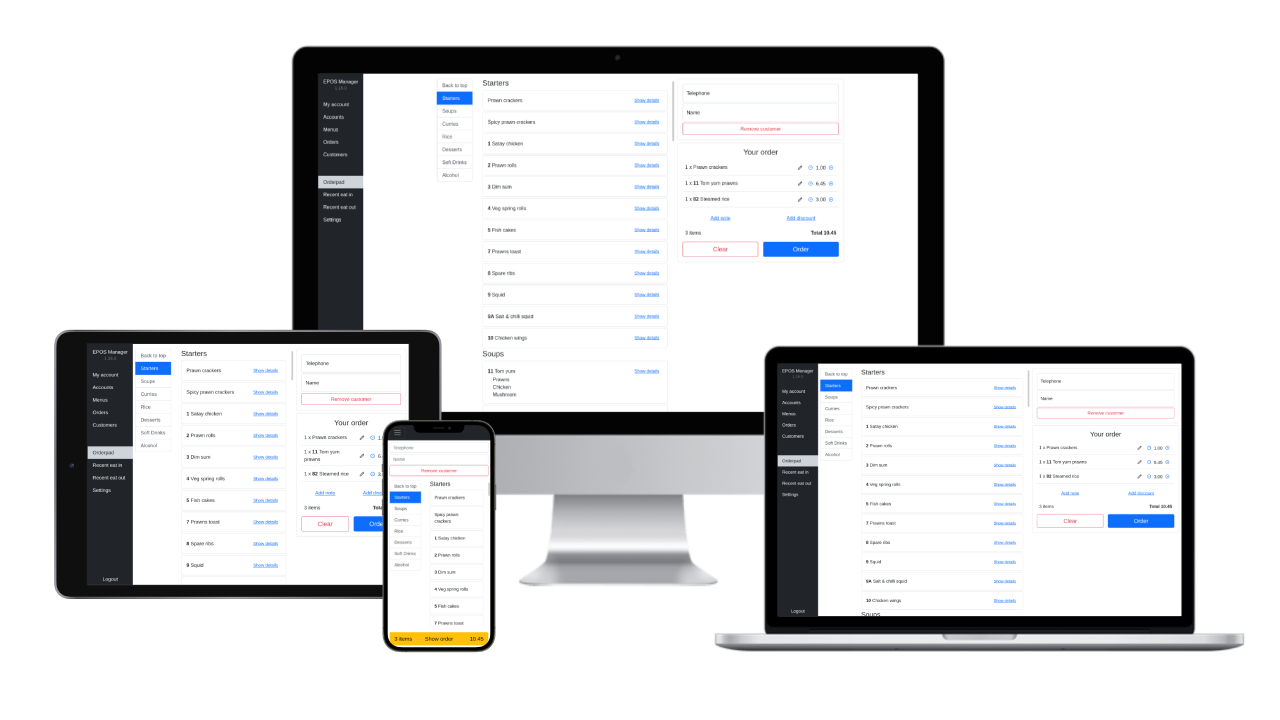 EPOS Manager
1.18.0
My account
Accounts
Menus
Orders
Customers
Orderpad
Recent eat in
Recent eat out
Settings
Back to top
Starters
Soups
Curries
Rice
Desserts
Soft Drinks
Alcohol
Starters
Prawn crackers Show details
Spicy prawn crackers Show details
1 Satay chicken Show details
2 Prawn rolls Show details
3 Dim sum Show details
4 Veg spring rolls Show details
5 Fish cakes Show details
7 Prawns toast Show details
8 Spare ribs Show details
9 Squid Show details
9A Salt & chilli squid Show details
10 Chicken wings Show details
Soups
11 Tom yum Show details
Prawns
Chicken
Mushroom
Telephone
Name
Remove customer
Your order
1 x Prawn crackers 1.00
1 x 11 Tom yum prawns 6.45
1 x 82 Steamed rice 3.00
Add note Add discount
3 items Total 10.45
Clear Order
EPOS Manager
1.18.0
My account
Accounts
Menus
Orders
Customers
Orderpad
Recent eat in
Recent eat out
Settings
Logout
Back to top
Starters
Soups
Curries
Rice
Desserts
Soft Drinks
Alcohol
Starters
Prawn crackers Show details
Spicy prawn crackers Show details
1 Satay chicken Show details
2 Prawn rolls Show details
3 Dim sum Show details
4 Veg spring rolls Show details
5 Fish cakes Show details
7 Prawns toast Show details
8 Spare ribs Show details
9 Squid Show details
Telephone
Name
Remove customer
Your order
1 x Prawn crackers
1 x 11 Tom yum
prawns
1 x 82 Steamed rice
Add note
3 items
Clear
Telephone
Name
Remove customer
Back to top
Starters
Soups
Curries
Rice
Desserts
Soft Drinks
Alcohol
Starters
Prawn crackers
Spicy prawn
crackers
1 Satay chicken
2 Prawn rolls
3 Dim sum
4 Veg spring rolls
5 Fish cakes
7 Prawns toast
3 items Show order 10.45
EPOS Manager
1.18.0
My account
Accounts
Menus
Orders
Customers
Orderpad
Recent eat in
Recent eat out
Settings
Logout
Back to top
Starters
Soups
Curries
Rice
Desserts
Soft Drinks
Alcohol
Starters
Prawn crackers Show details
Spicy prawn crackers Show details
1 Satay chicken Show details
2 Prawn rolls Show details
3 Dim sum Show details
4 Veg spring rolls Show details
5 Fish cakes Show details
7 Prawns toast Show details
8 Spare ribs Show details
9 Squid Show details
9A Salt & chilli squid Show details
10 Chicken wings Show details
Soups
Telephone
Name
Remove customer
Your order
1 x Prawn crackers 1.00
1 x 11 Tom yum prawns 6.45
1 x 82 Steamed rice 3.00
Add note Add discount
3 items Total 10.45
Clear Order